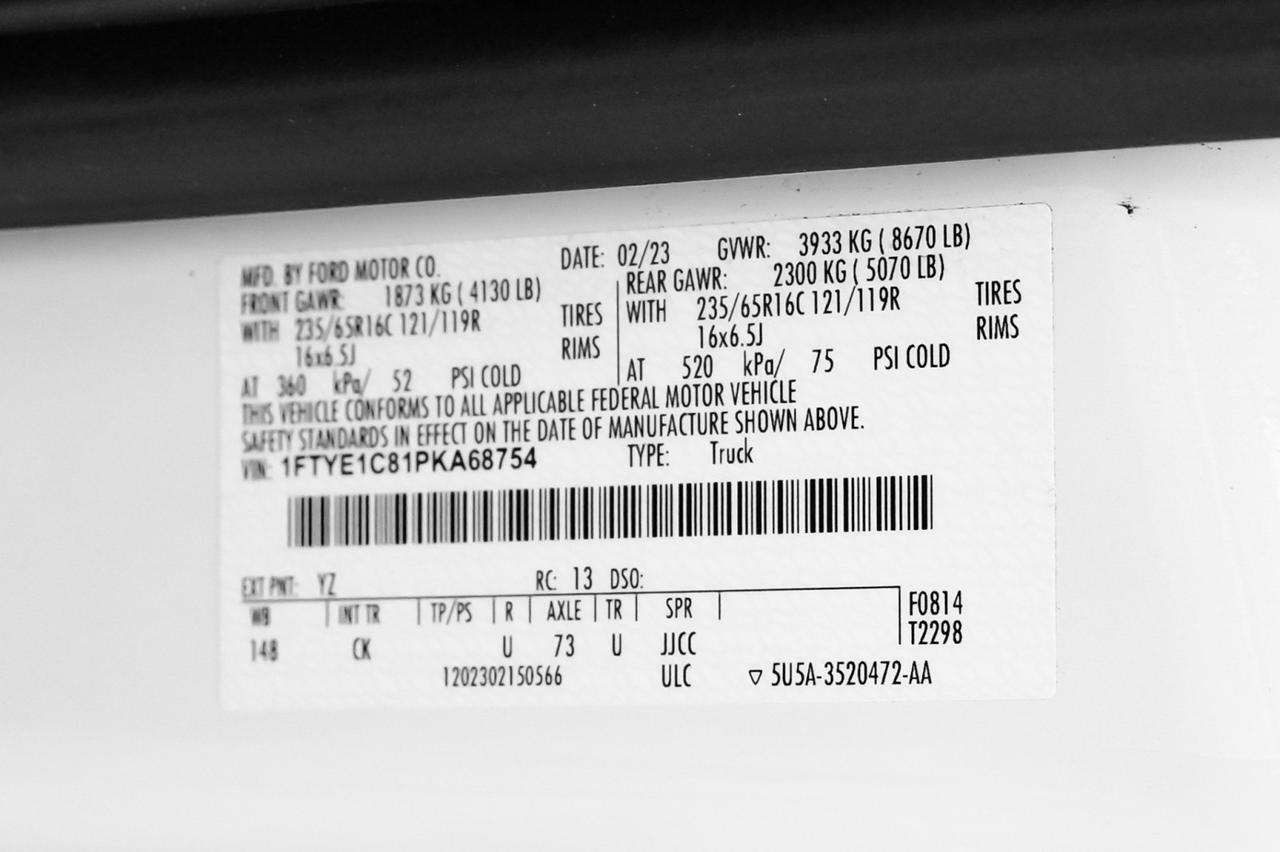 MFD. BY FORD MOTOR CO. DATE: 02/23 GVWR: 3933 KG ( 8670 LB)
FRONT GAWR: 1873 KG ( 4130 LB) REAR GAWR: 2300 KG ( 5070 LB)
WITH 235/65R16C 121/119R TIRES WITH 235/65R16C 121/119R TIRES
16x6.5J RIMS 16x6.5J RIMS
AT 360 kPa/ 52 PSI COLD AT 520 kPa/ 75 PSI COLD
THIS VEHICLE CONFORMS TO ALL APPLICABLE FEDERAL MOTOR VEHICLE
SAFETY STANDARDS IN EFFECT ON THE DATE OF MANUFACTURE SHOWN ABOVE.
VIN: 1FTYE1C81PKA68754 TYPE: Truck
EXT PNT: YZ RC: 13 DSO:
WB INT TR TP/PS R AXLE TR SPR F0814
148 CK U 73 U JJCC T2298
1202302150566 ULC ▽ 5U5A-3520472-AA